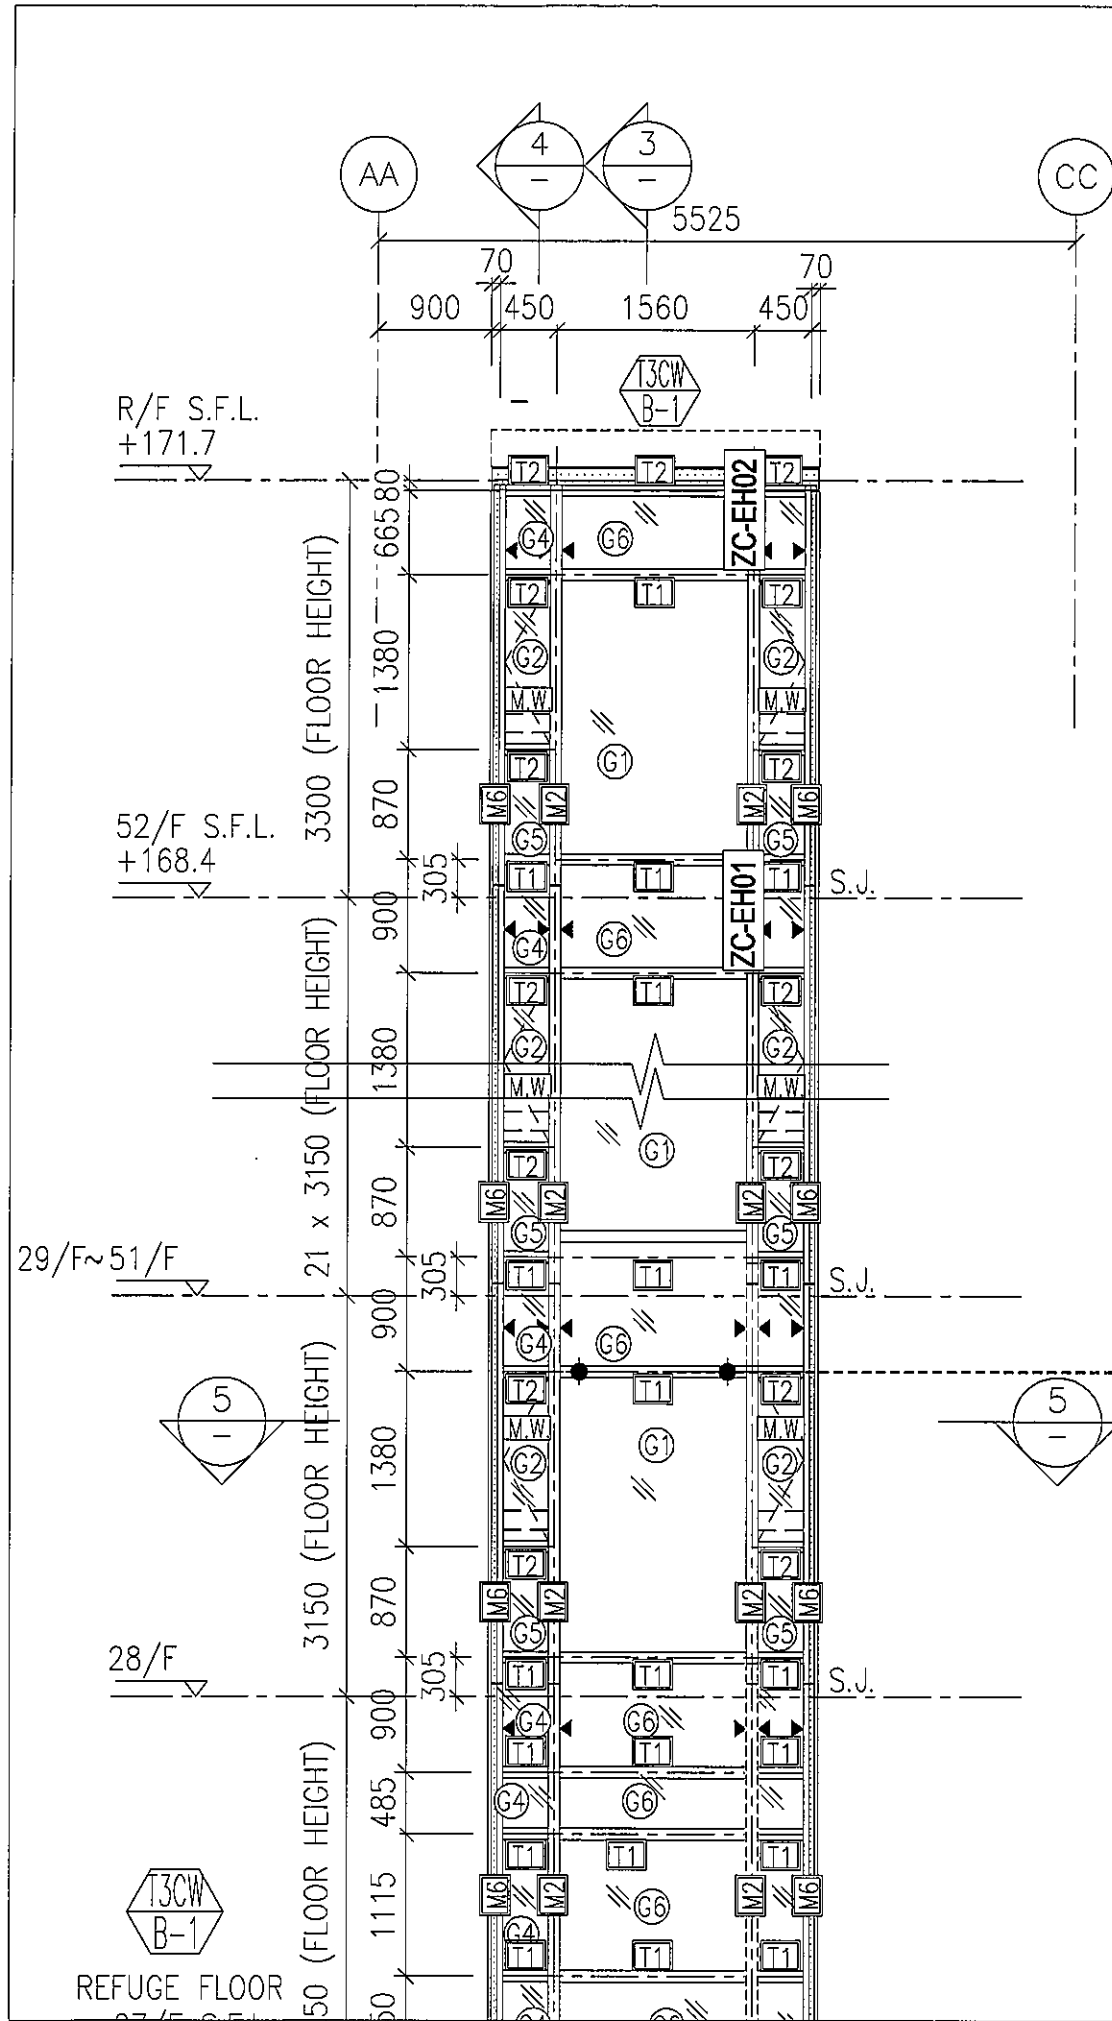 4
3
-
-
AA
CC
5525
70
70
900
450
1560
450
T3CW
B-1
R/F S.F.L.
+171.7
T2
T2
T2
ZC-EH02
80
665
G4
G6
T2
T1
T2
3300 (FLOOR HEIGHT)
1380
G2
G2
M.W.
M.W.
G1
T2
T2
M6
M2
M2
M6
870
52/F S.F.L.
+168.4
G5
G5
305
T1
T1
T1
S.J.
ZC-EH01
900
G4
G6
T2
T1
T2
21 x 3150 (FLOOR HEIGHT)
1380
G2
G2
M.W.
M.W.
G1
T2
T2
M6
M2
M2
M6
870
G5
G5
29/F~51/F
305
T1
T1
T1
S.J.
900
G4
G6
T2
T1
T2
5
-
5
-
M.W.
M.W.
3150 (FLOOR HEIGHT)
1380
G1
G2
G2
T2
T2
M6
M2
M2
M6
870
G5
G5
28/F
305
T1
T1
T1
S.J.
900
G4
G6
T1
T1
T1
485
G4
G6
T1
T1
T1
T3CW
B-1
1115
M6
M2
M2
M6
G6
G4
T1
T1
T1
REFUGE FLOOR
50 (FLOOR HEIGHT)